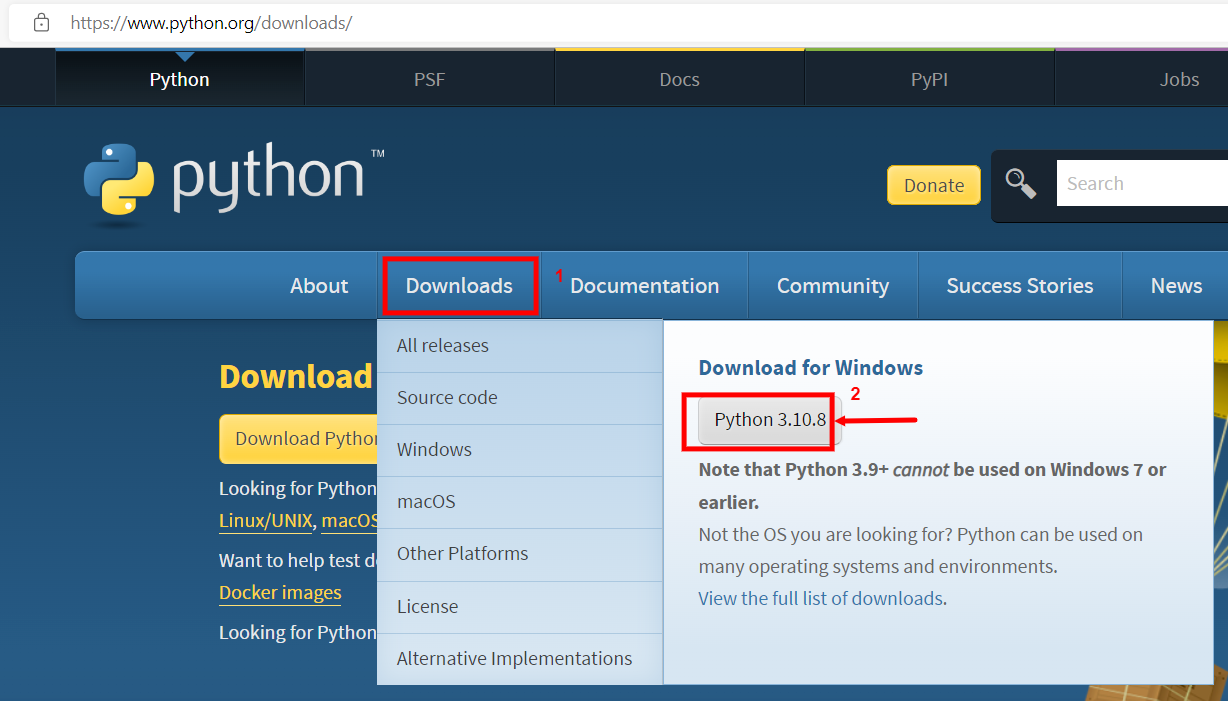 https://www.python.org/downloads/
Python PSF Docs PyPI Jobs
python™
Donate Search
About Downloads 1 Documentation Community Success Stories News
All releases
Source code
Windows
macOS
Other Platforms
License
Alternative Implementations
Download for Windows
2
Python 3.10.8
Note that Python 3.9+ cannot be used on Windows 7 or
earlier.
Not the OS you are looking for? Python can be used on
many operating systems and environments.
View the full list of downloads.
Download
Download Python
Looking for Python
Linux/UNIX, macOS
Want to help test d
Docker images
Looking for Python